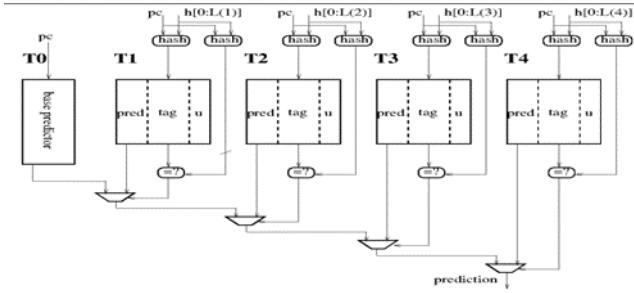 pc h[0:L(1)] pc h[0:L(2)] pc h[0:L(3)] pc h[0:L(4)]
pc
hash hash hash hash hash hash hash hash
T0 T1 T2 T3 T4
base predictor
pred tag u pred tag u pred tag u pred tag u
=? =? =? =?
prediction